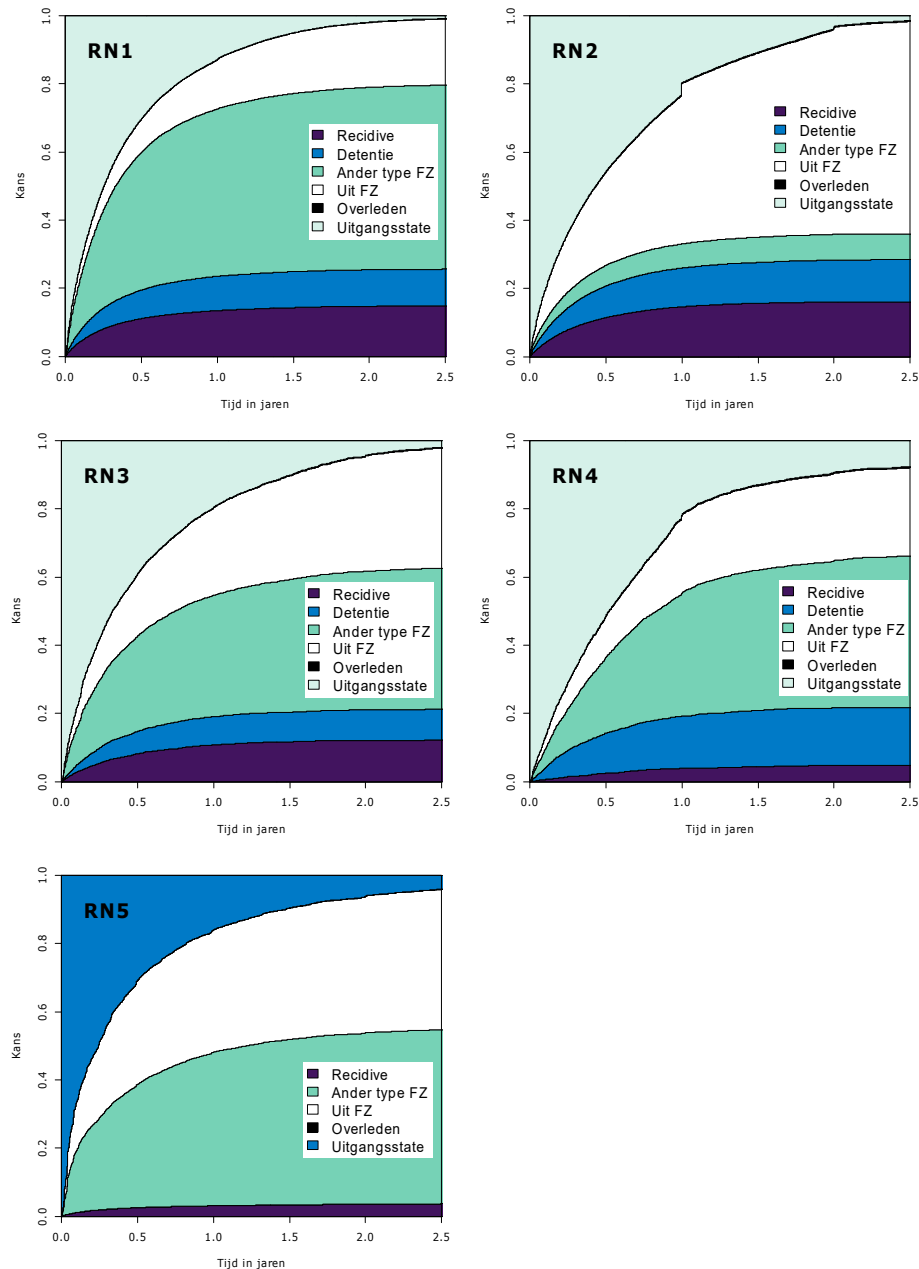 RN1
Kans
0.0 0.2 0.4 0.6 0.8 1.0
Recidive
Detentie
Ander type FZ
Uit FZ
Overleden
Uitgangsstate
0.0 0.5 1.0 1.5 2.0 2.5
Tijd in jaren
RN2
Kans
0.0 0.2 0.4 0.6 0.8 1.0
Recidive
Detentie
Ander type FZ
Uit FZ
Overleden
Uitgangsstate
0.0 0.5 1.0 1.5 2.0 2.5
Tijd in jaren
RN3
Kans
0.0 0.2 0.4 0.6 0.8 1.0
Recidive
Detentie
Ander type FZ
Uit FZ
Overleden
Uitgangsstate
0.0 0.5 1.0 1.5 2.0 2.5
Tijd in jaren
RN4
Kans
0.0 0.2 0.4 0.6 0.8 1.0
Recidive
Detentie
Ander type FZ
Uit FZ
Overleden
Uitgangsstate
0.0 0.5 1.0 1.5 2.0 2.5
Tijd in jaren
RN5
Kans
0.0 0.2 0.4 0.6 0.8 1.0
Recidive
Ander type FZ
Uit FZ
Overleden
Uitgangsstate
0.0 0.5 1.0 1.5 2.0 2.5
Tijd in jaren